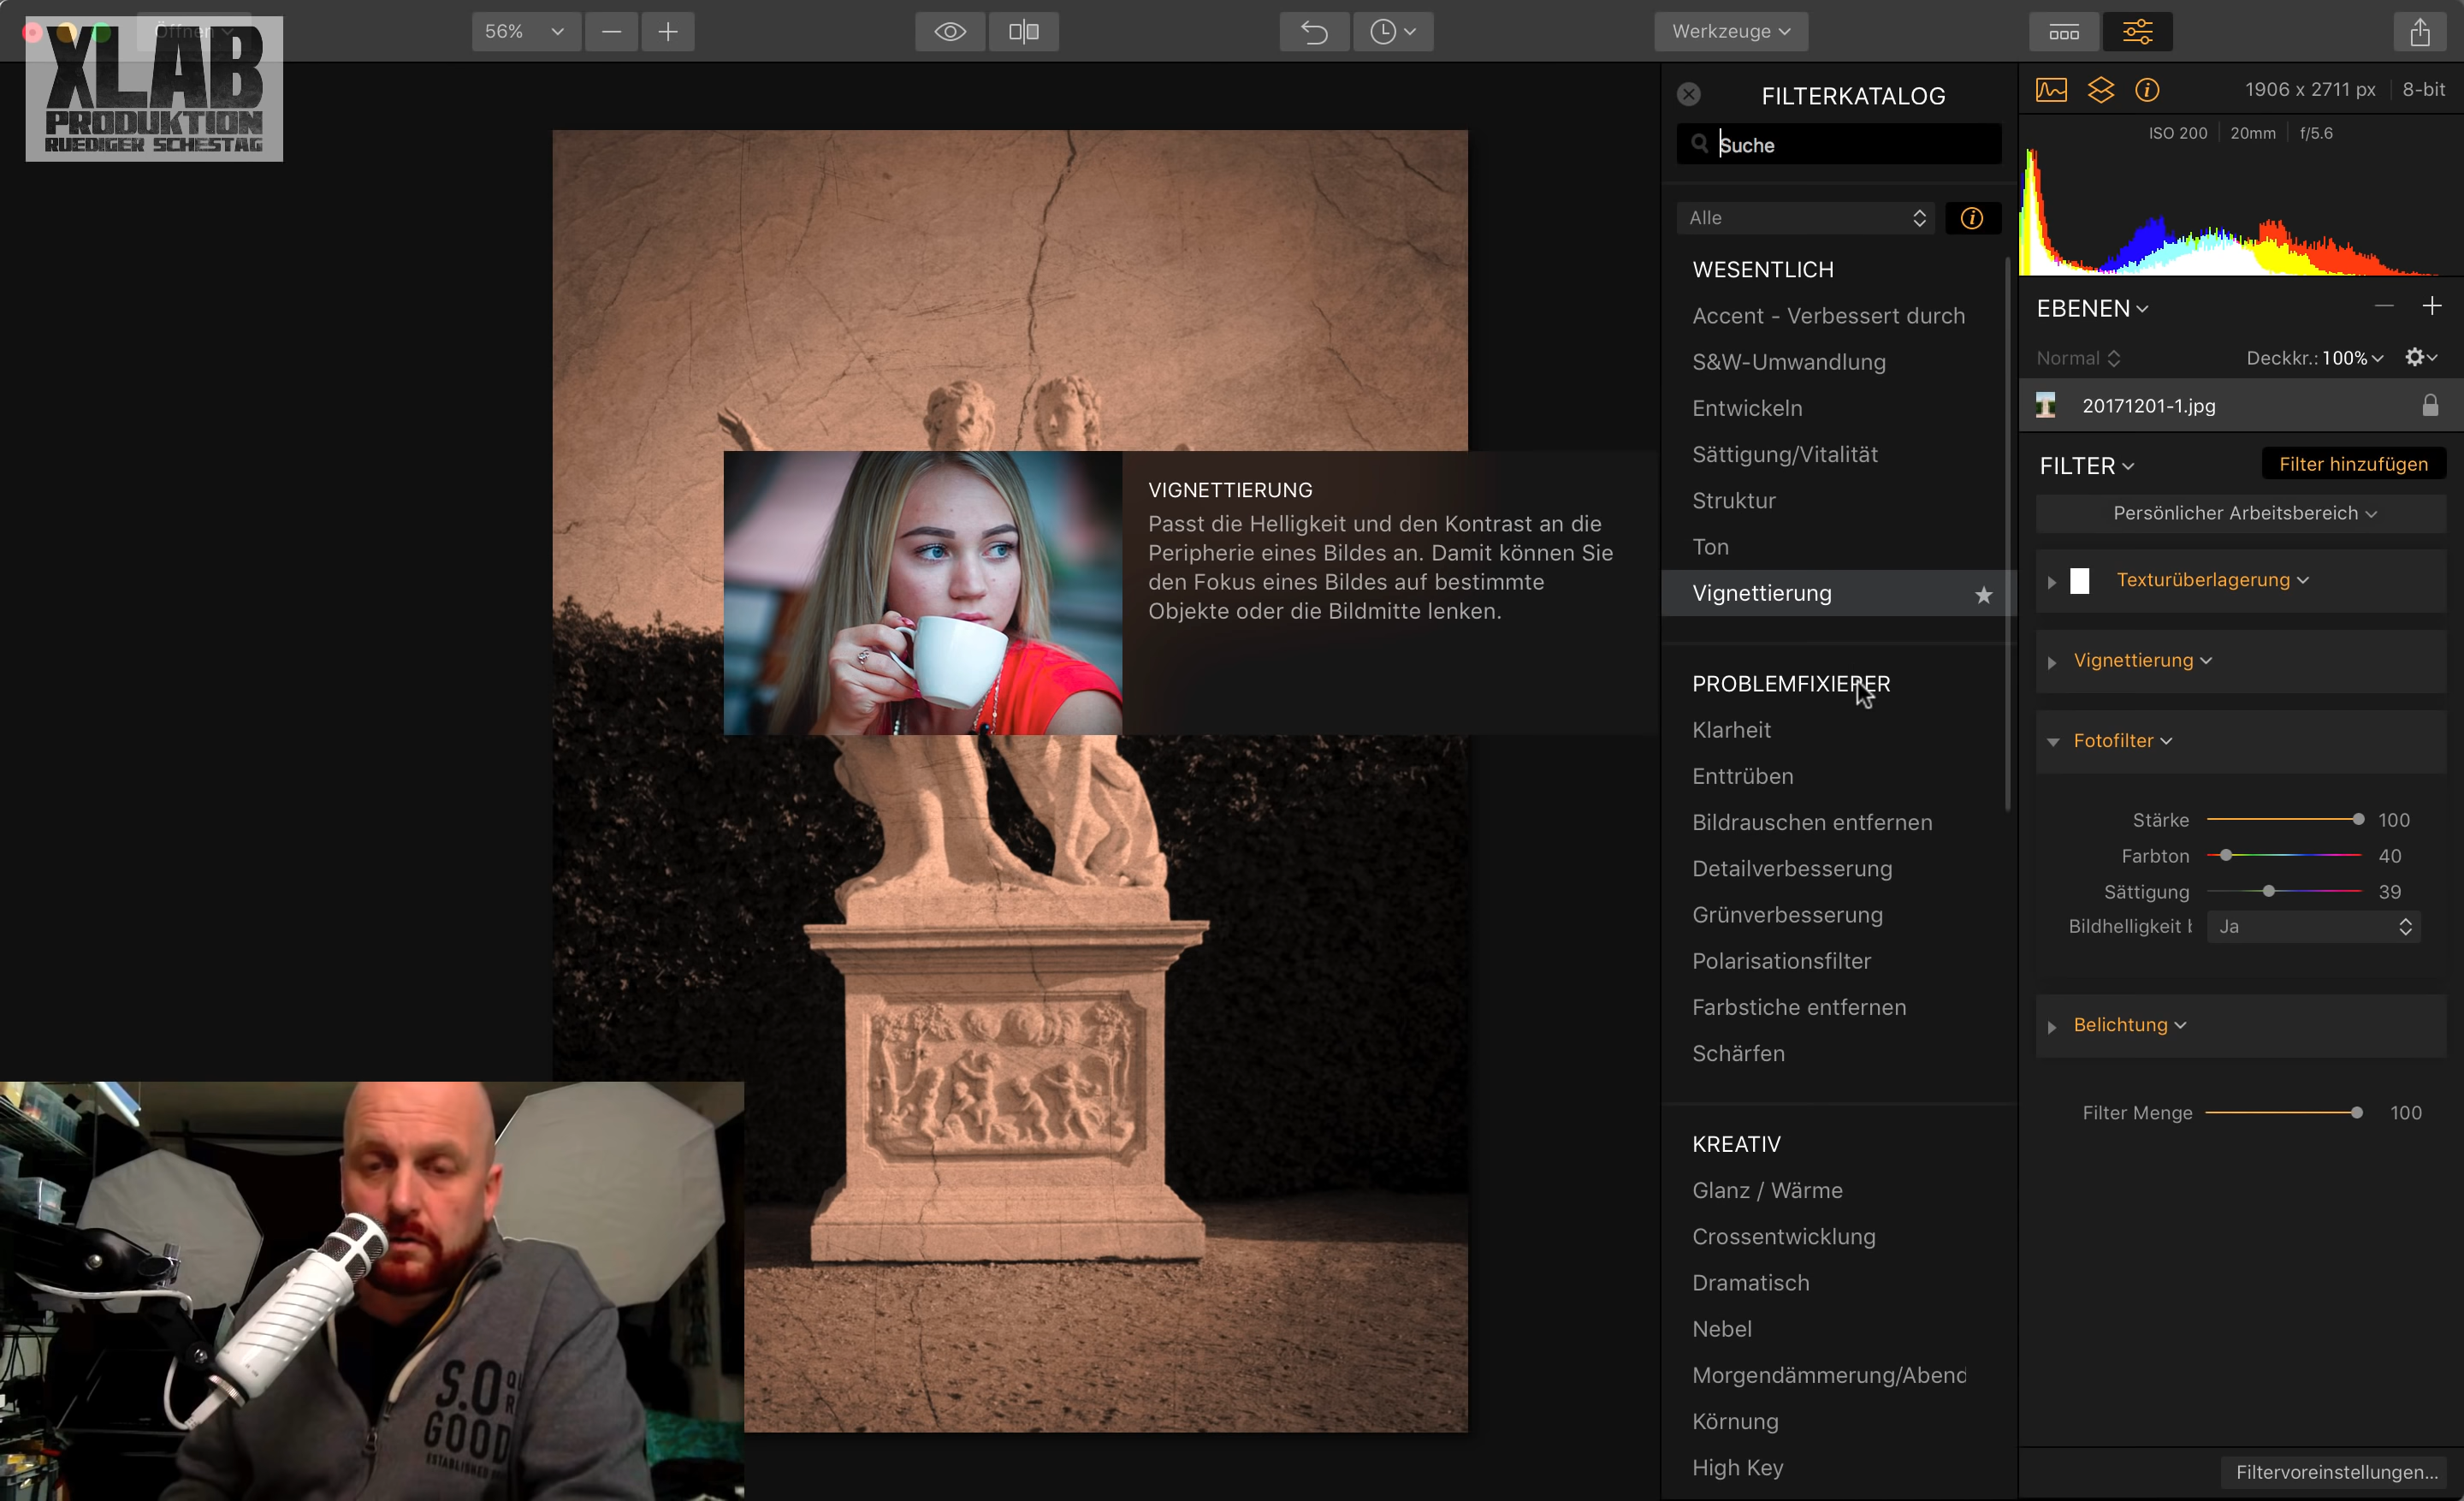 XLAB
PRODUKTION
RUEDIGER SCHESTAG
Öffnen
56%
Werkzeuge
FILTERKATALOG
Suche
Alle
WESENTLICH
Accent - Verbessert durch
S&W-Umwandlung
Entwickeln
Sättigung/Vitalität
Struktur
Ton
Vignettierung
PROBLEMFIXIERER
Klarheit
Enttrüben
Bildrauschen entfernen
Detailverbesserung
Grünverbesserung
Polarisationsfilter
Farbstiche entfernen
Schärfen
KREATIV
Glanz / Wärme
Crossentwicklung
Dramatisch
Nebel
Morgendämmerung/Abend
Körnung
High Key
VIGNETTIERUNG
Passt die Helligkeit und den Kontrast an die
Peripherie eines Bildes an. Damit können Sie
den Fokus eines Bildes auf bestimmte
Objekte oder die Bildmitte lenken.
1906 x 2711 px 8-bit
ISO 200 20mm f/5.6
EBENEN
Normal Deckkr.: 100%
20171201-1.jpg
FILTER Filter hinzufügen
Persönlicher Arbeitsbereich
Texturüberlagerung
Vignettierung
Fotofilter
Stärke 100
Farbton 40
Sättigung 39
Bildhelligkeit b Ja
Belichtung
Filter Menge 100
Filtervoreinstellungen...
S.O
GOOD